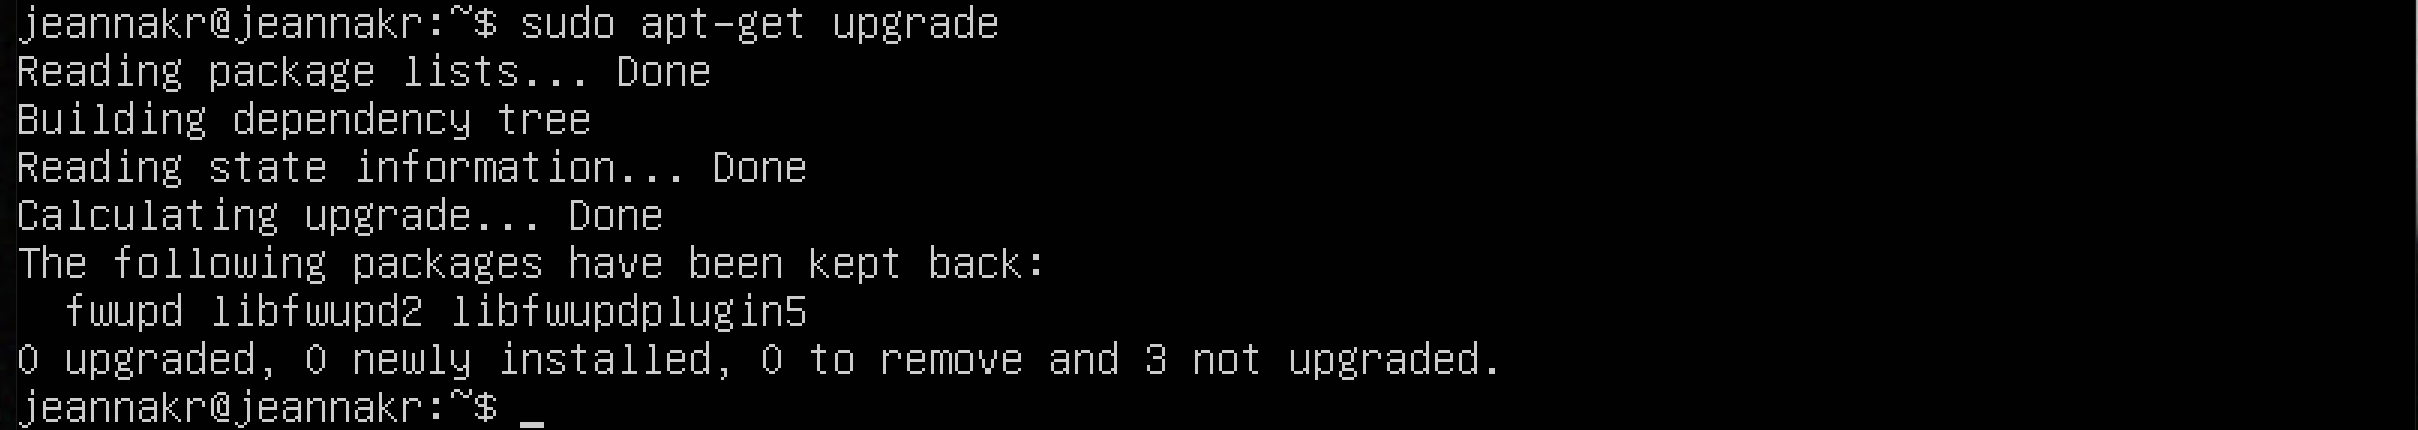 jeannakr@jeannakr:~$ sudo apt-get upgrade
Reading package lists... Done
Building dependency tree
Reading state information... Done
Calculating upgrade... Done
The following packages have been kept back:
  fwupd libfwupd2 libfwupdplugin5
0 upgraded, 0 newly installed, 0 to remove and 3 not upgraded.
jeannakr@jeannakr:~$ _